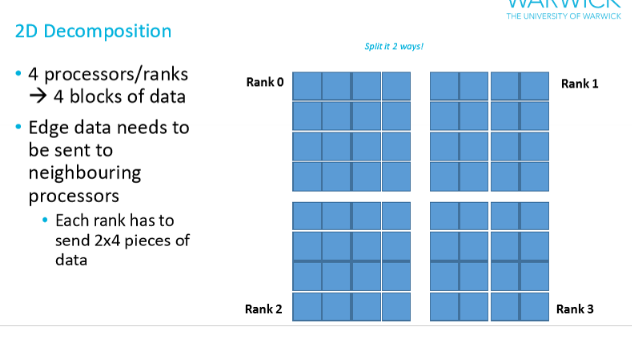 WARWICK
THE UNIVERSITY OF WARWICK
2D Decomposition
Split it 2 ways!
• 4 processors/ranks
→ 4 blocks of data
• Edge data needs to
be sent to
neighbouring
processors
• Each rank has to
send 2x4 pieces of
data
Rank 0
Rank 1
Rank 2
Rank 3